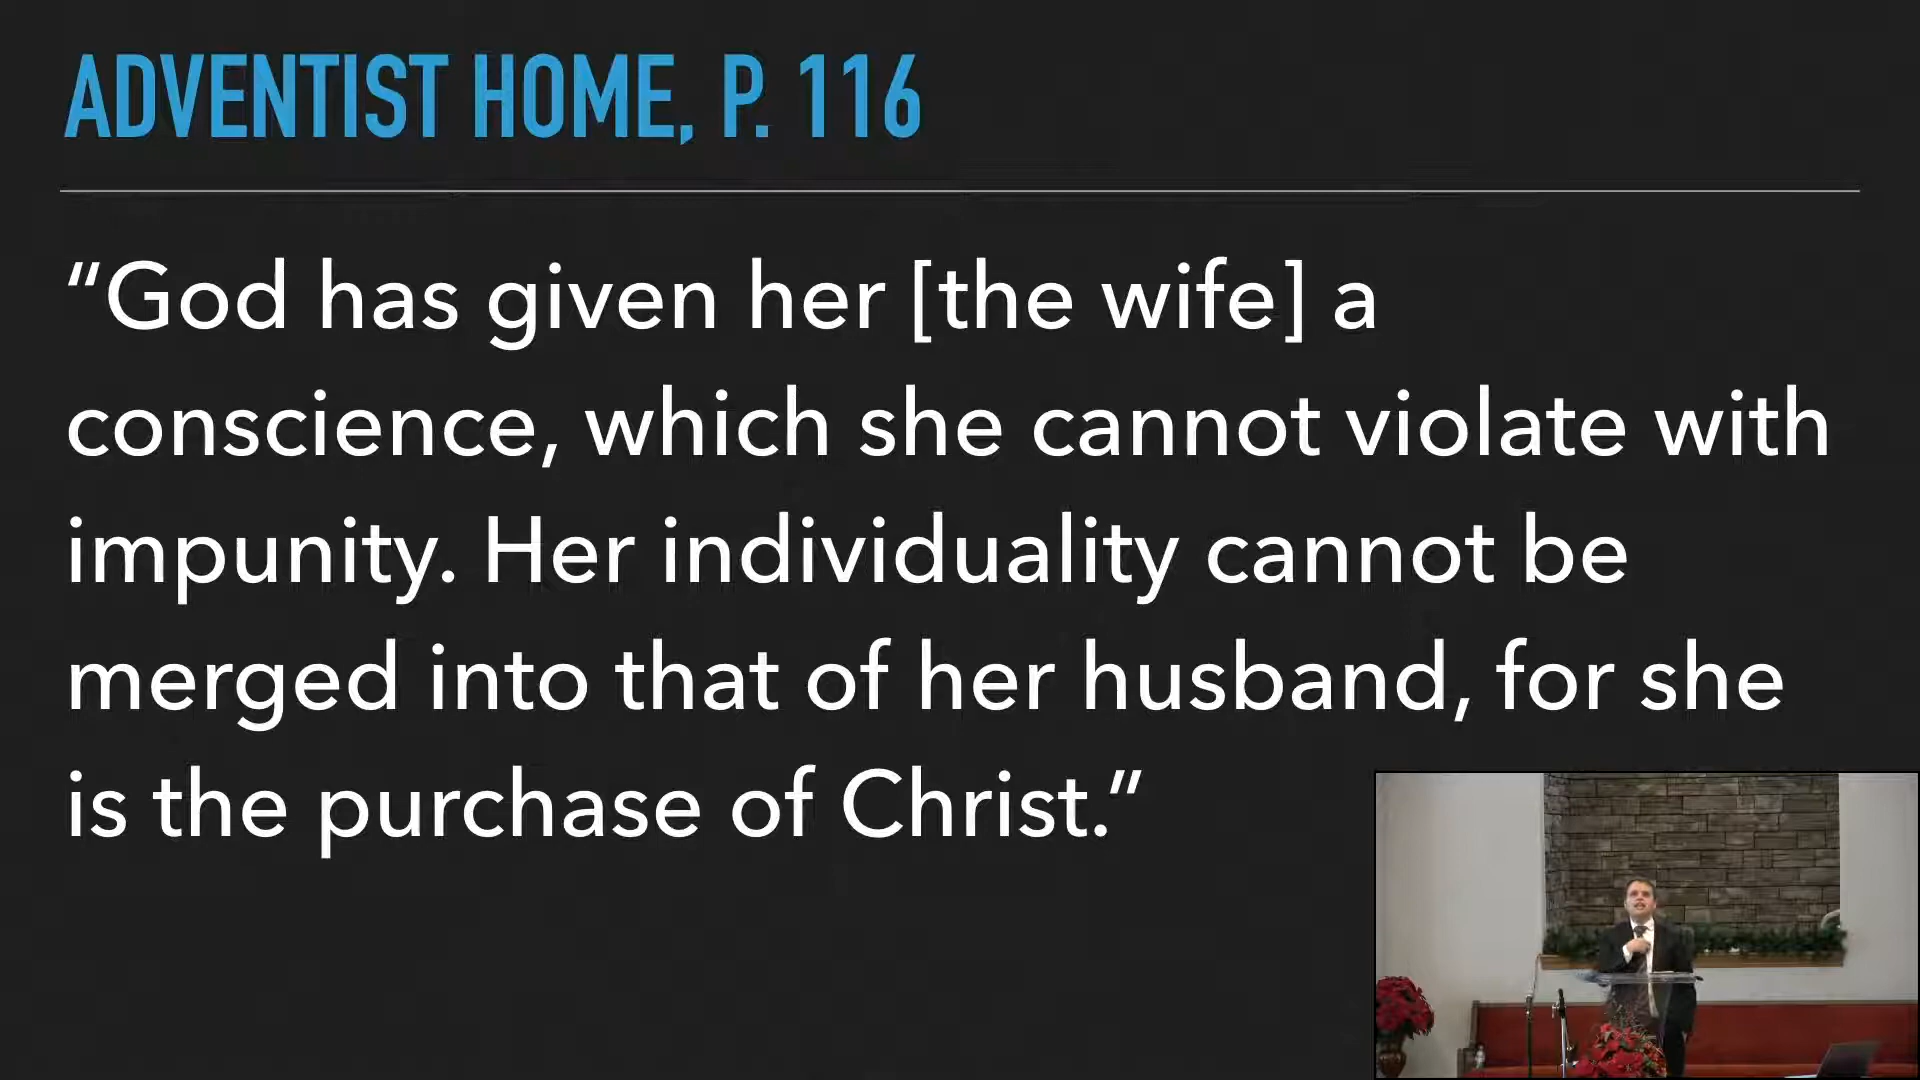 ADVENTIST HOME, P. 116
“God has given her [the wife] a
conscience, which she cannot violate with
impunity. Her individuality cannot be
merged into that of her husband, for she
is the purchase of Christ.”